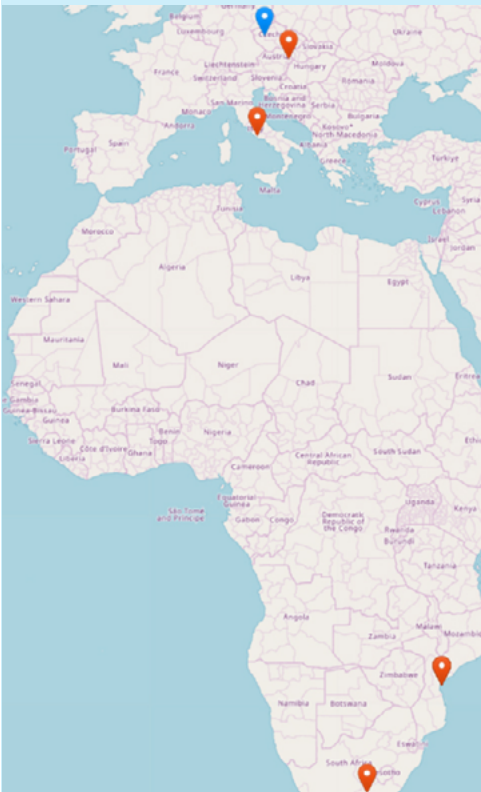 Germany
Belgium
Luxembourg
Czech
Slovakia
Ukraine
Austria
France
Liechtenstein
Hungary
Moldova
Switzerland
Slovenia
Romania
Croatia
San Marino
Bosnia and
Herzegovina
Serbia
Monaco
Montenegro
Bulgaria
Andorra
Kosovo
North Macedonia
Albania
Portugal
Spain
Greece
Türkiye
Malta
Cyprus
Syria
Lebanon
Tunisia
Israel
Jordan
Morocco
Algeria
Libya
Egypt
Western Sahara
Mauritania
Mali
Niger
Chad
Sudan
Eritrea
Senegal
e Gambia
Guinea-Bissau
Burkina Faso
Guinea
Benin
Nigeria
Sierra Leone
Côte d'Ivoire
Togo
Ghana
Liberia
Central African
Republic
South Sudan
Ethi
Cameroon
Equatorial
Guinea
São Tomé
and Príncipe
Gabon
Congo
Democratic
Republic of
the Congo
Uganda
Kenya
Rwanda
Burundi
Tanzania
Angola
Malawi
Zambia
Mozambic
Zimbabwe
Namibia
Botswana
Eswatini
South Africa
Lesotho